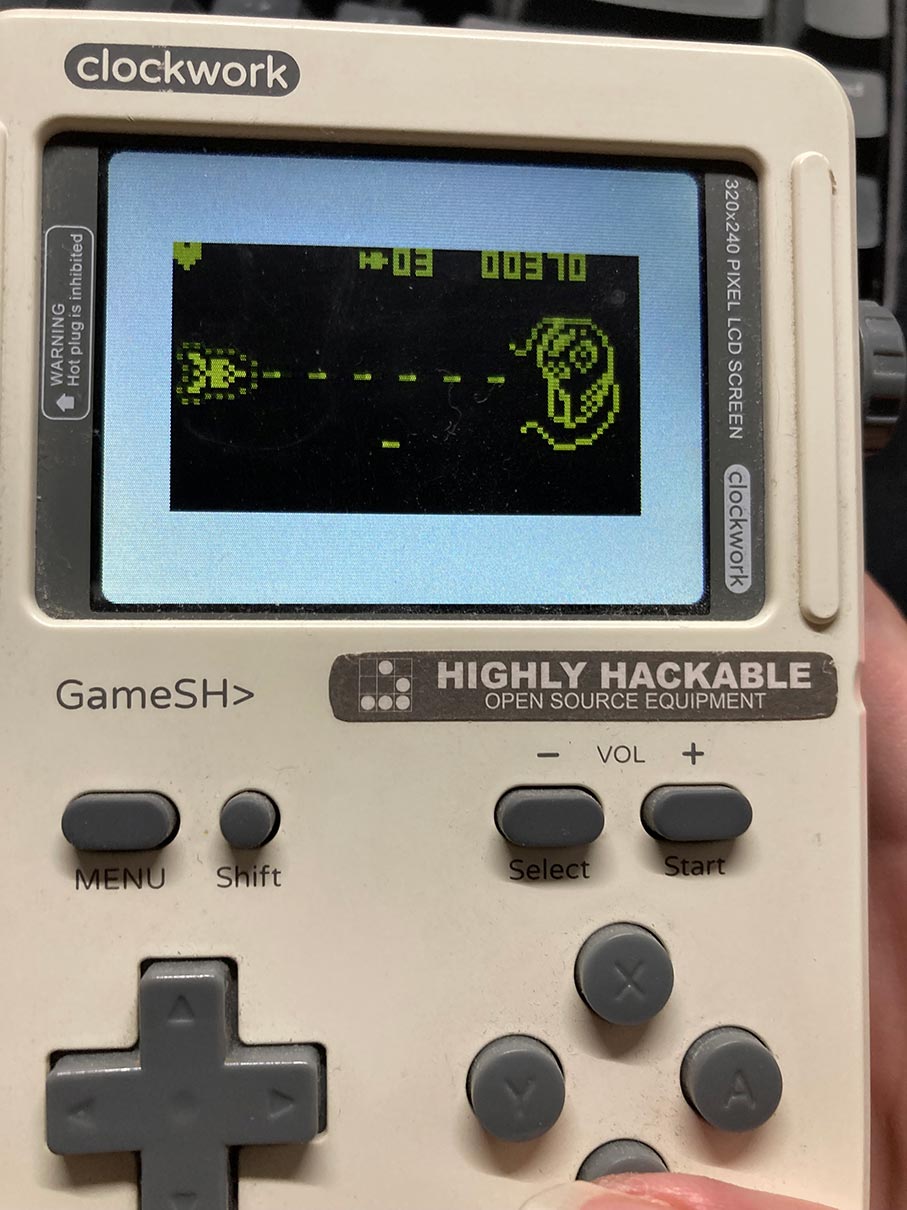 clockwork
WARNING
Hot plug is inhibited
03 00370
320x240 PIXEL LCD SCREEN
clockwork
GameSH>
HIGHLY HACKABLE
OPEN SOURCE EQUIPMENT
− VOL +
MENU
Shift
Select
Start
X
Y
A